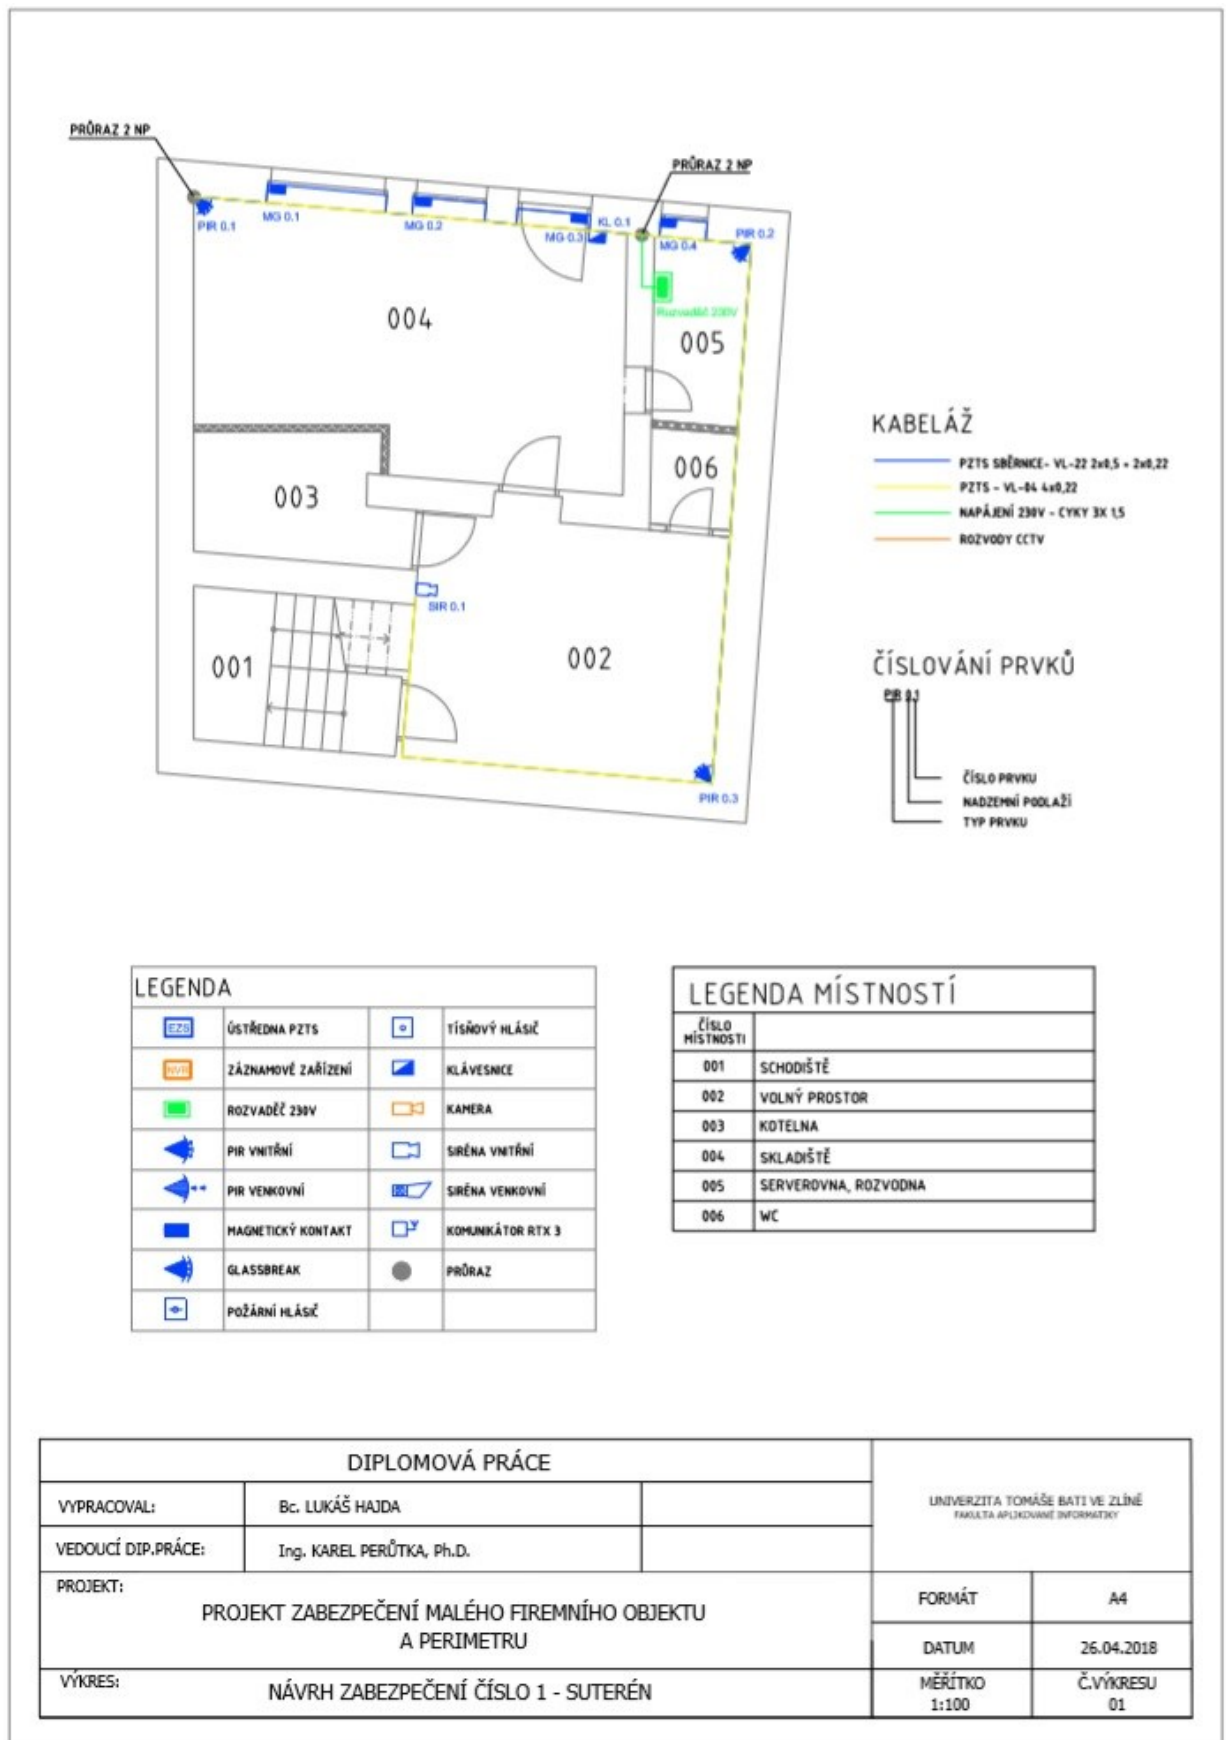 PRŮRAZ 2 NP
PRŮRAZ 2 NP
PIR 0.1
MG 0.1
MG 0.2
MG 0.3
KL 0.1
MG 0.4
PIR 0.2
Rozvaděč 230V
004
005
006
003
SIR 0.1
001
002
PIR 0.3
KABELÁŽ
PZTS SBĚRNICE- VL-22 2x0,5 + 2x0,22
PZTS - VL-04 4x0,22
NAPÁJENÍ 230V - CYKY 3X 1,5
ROZVODY CCTV
ČÍSLOVÁNÍ PRVKŮ
PIR 0.1
ČÍSLO PRVKU
NADZEMNÍ PODLAŽÍ
TYP PRVKU
LEGENDA
EZS ÚSTŘEDNA PZTS TÍSŇOVÝ HLÁSIČ
NVR ZÁZNAMOVÉ ZAŘÍZENÍ KLÁVESNICE
ROZVADĚČ 230V KAMERA
PIR VNITŘNÍ SIRÉNA VNITŘNÍ
PIR VENKOVNÍ SIRÉNA VENKOVNÍ
MAGNETICKÝ KONTAKT KOMUNIKÁTOR RTX 3
GLASSBREAK PRŮRAZ
POŽÁRNÍ HLÁSIČ
LEGENDA MÍSTNOSTÍ
ČÍSLO
MÍSTNOSTI
001 SCHODIŠTĚ
002 VOLNÝ PROSTOR
003 KOTELNA
004 SKLADIŠTĚ
005 SERVEROVNA, ROZVODNA
006 WC
DIPLOMOVÁ PRÁCE
VYPRACOVAL: Bc. LUKÁŠ HAJDA
VEDOUCÍ DIP.PRÁCE: Ing. KAREL PERŮTKA, Ph.D.
UNIVERZITA TOMÁŠE BATI VE ZLÍNĚ
FAKULTA APLIKOVANÉ INFORMATIKY
PROJEKT:
PROJEKT ZABEZPEČENÍ MALÉHO FIREMNÍHO OBJEKTU
A PERIMETRU
FORMÁT A4
DATUM 26.04.2018
VÝKRES: NÁVRH ZABEZPEČENÍ ČÍSLO 1 - SUTERÉN
MĚŘÍTKO
1:100
Č.VÝKRESU
01